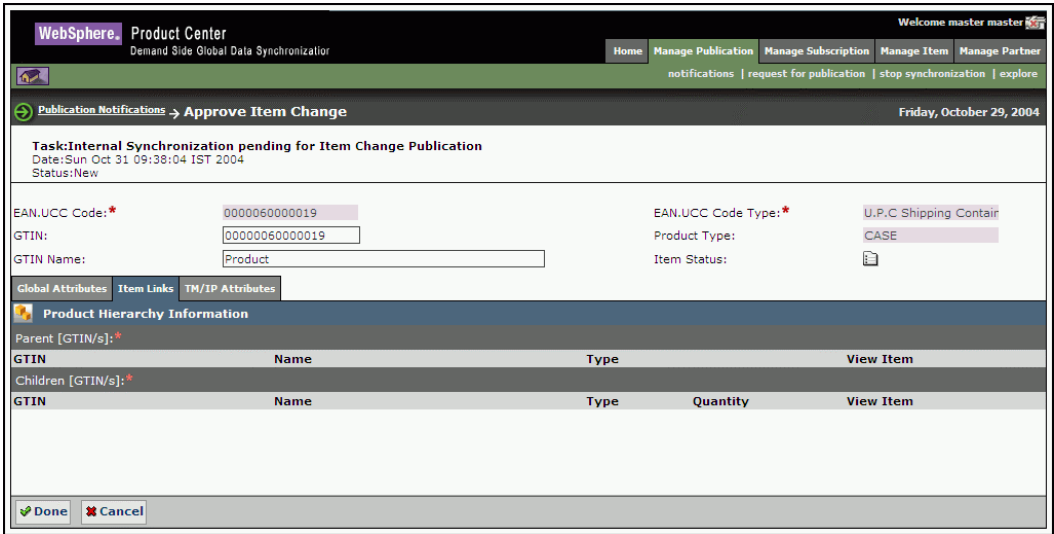 WebSphere. Product Center
Demand Side Global Data Synchronizatior
Welcome master master
Home Manage Publication Manage Subscription Manage Item Manage Partner
notifications | request for publication | stop synchronization | explore
Publication Notifications → Approve Item Change
Friday, October 29, 2004
Task:Internal Synchronization pending for Item Change Publication
Date:Sun Oct 31 09:38:04 IST 2004
Status:New
EAN.UCC Code:* 0000060000019 EAN.UCC Code Type:* U.P.C Shipping Contair
GTIN: 00000060000019 Product Type: CASE
GTIN Name: Product Item Status:
Global Attributes Item Links TM/IP Attributes
Product Hierarchy Information
Parent [GTIN/s]:*
GTIN Name Type View Item
Children [GTIN/s]:*
GTIN Name Type Quantity View Item
Done Cancel